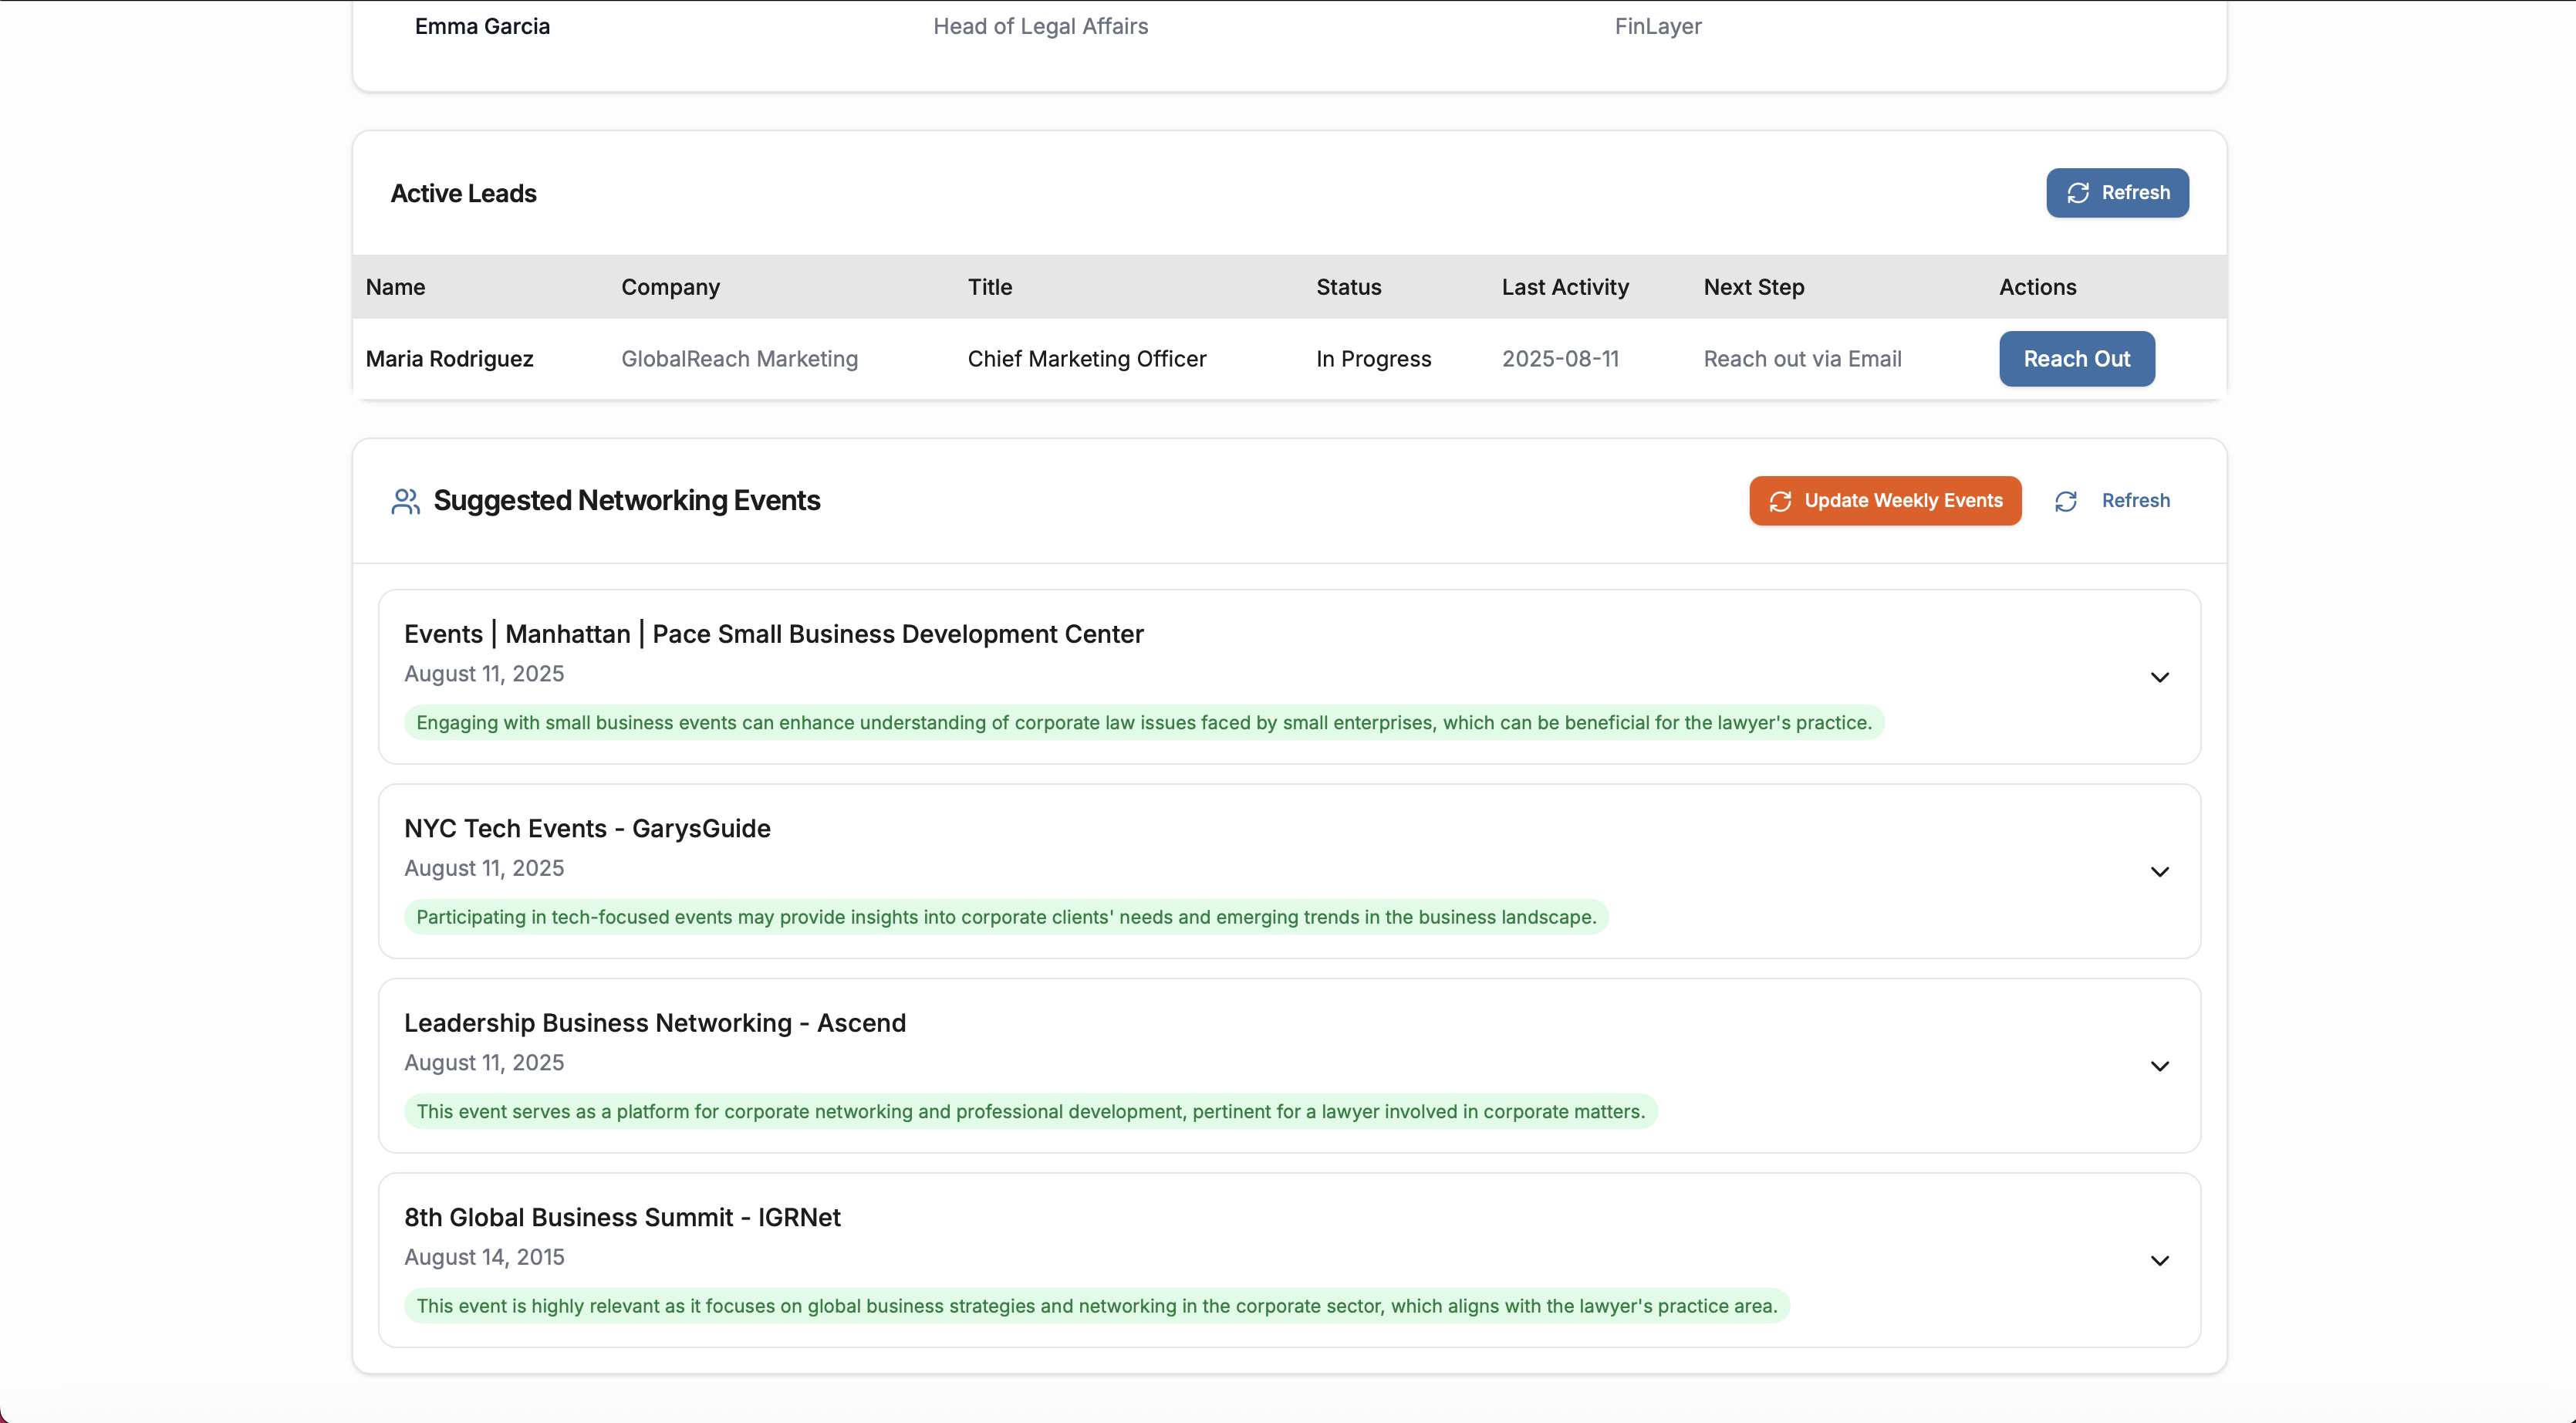 Emma Garcia Head of Legal Affairs FinLayer
Active Leads Refresh
Name Company Title Status Last Activity Next Step Actions
Maria Rodriguez GlobalReach Marketing Chief Marketing Officer In Progress 2025-08-11 Reach out via Email Reach Out
Suggested Networking Events Update Weekly Events Refresh
Events | Manhattan | Pace Small Business Development Center
August 11, 2025
Engaging with small business events can enhance understanding of corporate law issues faced by small enterprises, which can be beneficial for the lawyer's practice.
NYC Tech Events - GarysGuide
August 11, 2025
Participating in tech-focused events may provide insights into corporate clients' needs and emerging trends in the business landscape.
Leadership Business Networking - Ascend
August 11, 2025
This event serves as a platform for corporate networking and professional development, pertinent for a lawyer involved in corporate matters.
8th Global Business Summit - IGRNet
August 14, 2015
This event is highly relevant as it focuses on global business strategies and networking in the corporate sector, which aligns with the lawyer's practice area.